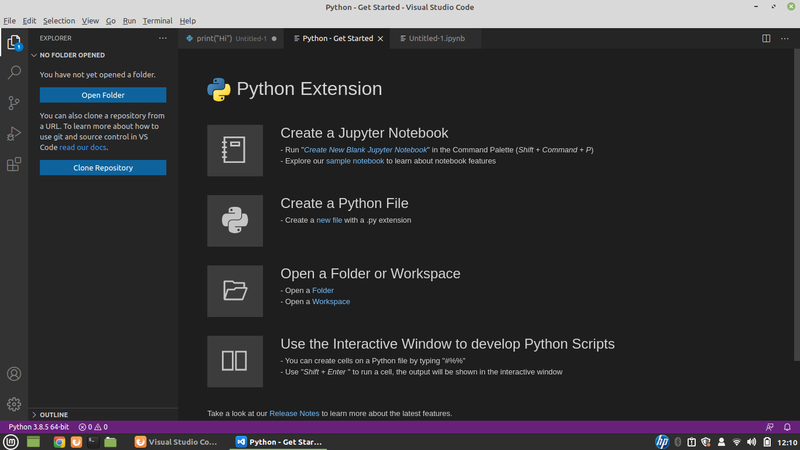 Python - Get Started - Visual Studio Code
File Edit Selection View Go Run Terminal Help
EXPLORER
print("Hi") Untitled-1
Python - Get Started
Untitled-1.ipynb
1
NO FOLDER OPENED
You have not yet opened a folder.
Open Folder
You can also clone a repository from
a URL. To learn more about how to
use git and source control in VS
Code read our docs.
Clone Repository
OUTLINE
Python Extension
Create a Jupyter Notebook
- Run "Create New Blank Jupyter Notebook" in the Command Palette (Shift + Command + P)
- Explore our sample notebook to learn about notebook features
Create a Python File
- Create a new file with a .py extension
Open a Folder or Workspace
- Open a Folder
- Open a Workspace
Use the Interactive Window to develop Python Scripts
- You can create cells on a Python file by typing "#%%"
- Use "Shift + Enter " to run a cell, the output will be shown in the interactive window
Take a look at our Release Notes to learn more about the latest features.
Python 3.8.5 64-bit 0 0
Visual Studio Co...
Python - Get Star...
hp
12:10